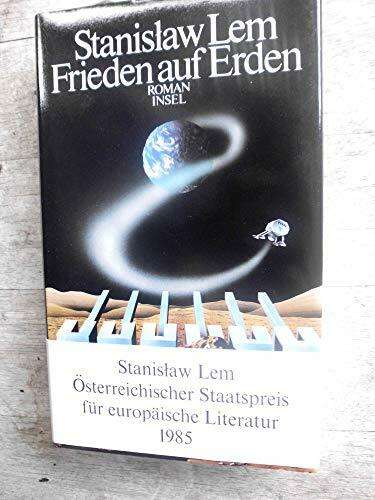 Stanisław Lem
Frieden auf Erden
ROMAN
INSEL
Stanisław Lem
Österreichischer Staatspreis
für europäische Literatur
1985